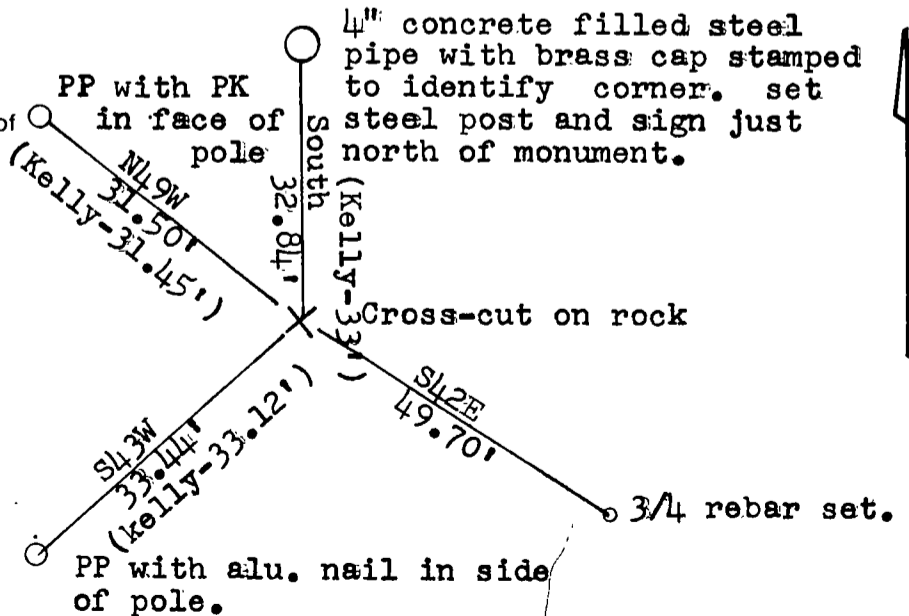 4" concrete filled steel
pipe with brass cap stamped
to identify corner. set
steel post and sign just
north of monument.
PP with PK
in face of
pole
of
N49W
31.50'
(Kelly-31.45')
South
32.84'
(Kelly-33')
Cross-cut on rock
S42E
49.70'
3/4 rebar set.
S43W
33.44'
(kelly-33.12')
PP with alu. nail in side
of pole.